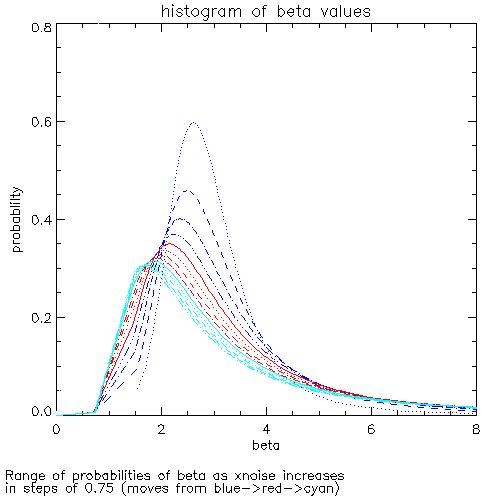 histogram of beta values
0.8
0.6
probability
0.4
0.2
0.0
0 2 4 6 8
beta
Range of probabilities of beta as xnoise increases
in steps of 0.75 (moves from blue->red->cyan)